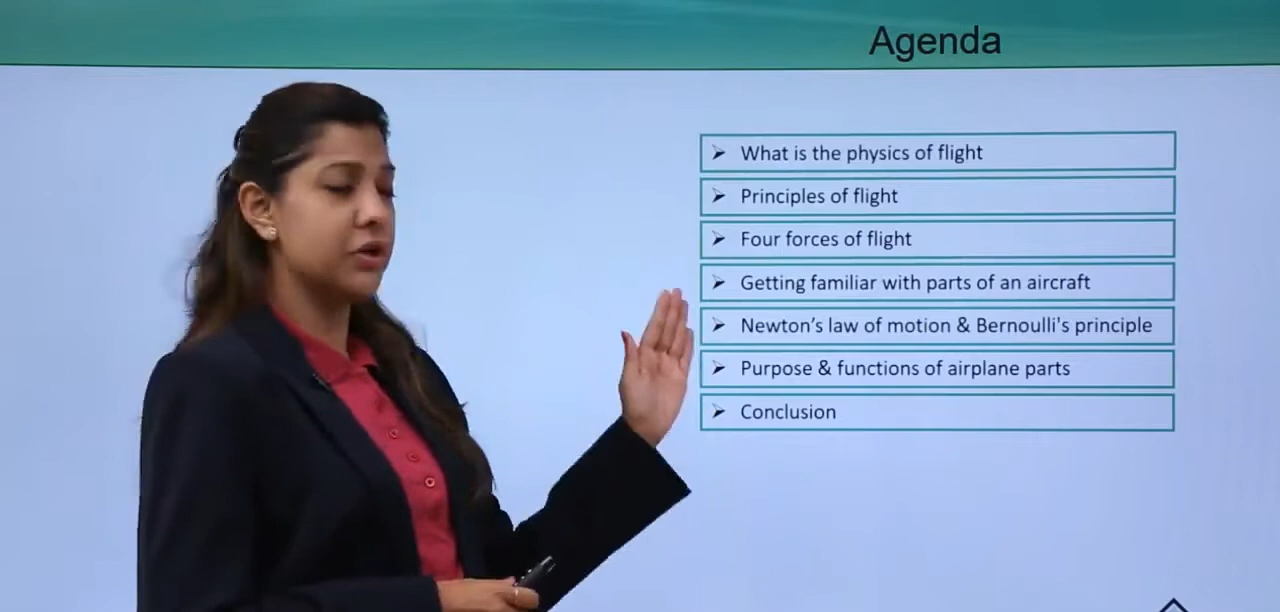 Agenda
➢ What is the physics of flight
➢ Principles of flight
➢ Four forces of flight
➢ Getting familiar with parts of an aircraft
➢ Newton’s law of motion & Bernoulli's principle
➢ Purpose & functions of airplane parts
➢ Conclusion